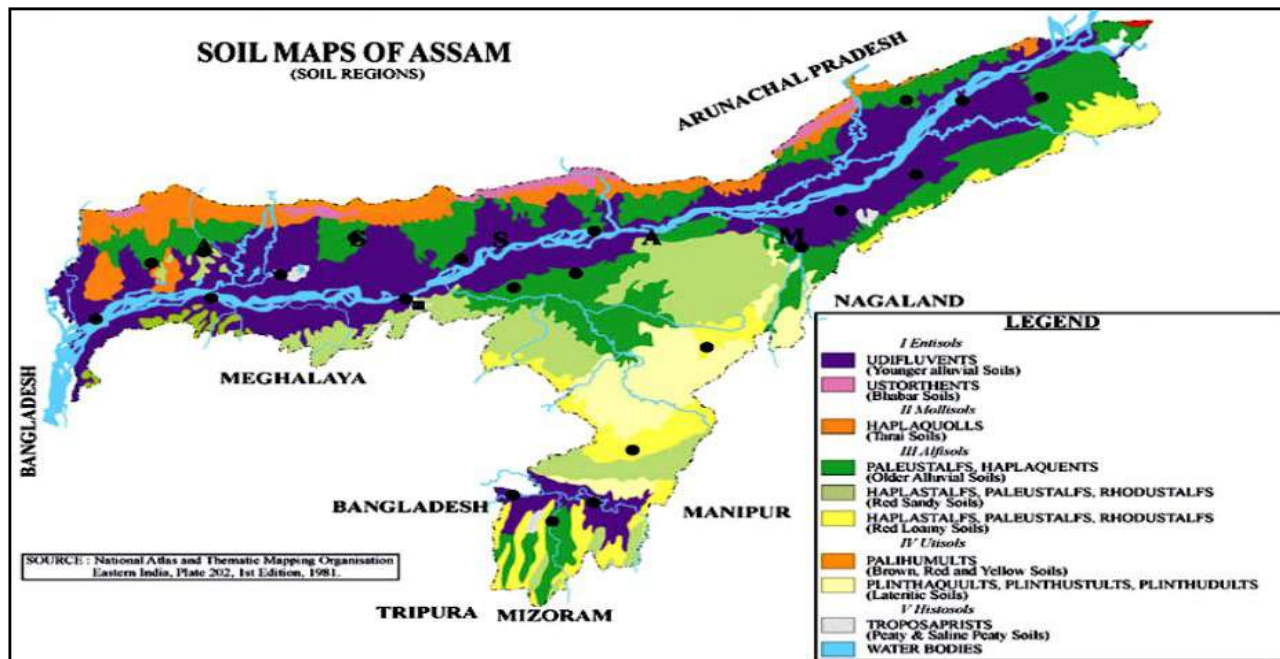 SOIL MAPS OF ASSAM
(SOIL REGIONS)
ARUNACHAL PRADESH
A S S A M
NAGALAND
MEGHALAYA
BANGLADESH
BANGLADESH
MANIPUR
TRIPURA
MIZORAM
SOURCE : National Atlas and Thematic Mapping Organisation
Eastern India, Plate 202, 1st Edition, 1981.
LEGEND
I Entisols
UDIFLUVENTS
(Younger alluvial Soils)
USTORTHENTS
(Bhabar Soils)
II Mollisols
HAPLAQUOLLS
(Tarai Soils)
III Alfisols
PALEUSTALFS, HAPLAQUENTS
(Older Alluvial Soils)
HAPLASTALFS, PALEUSTALFS, RHODUSTALFS
(Red Sandy Soils)
HAPLASTALFS, PALEUSTALFS, RHODUSTALFS
(Red Loamy Soils)
IV Utisols
PALIHUMULTS
(Brown, Red and Yellow Soils)
PLINTHAQUULTS, PLINTHUSTULTS, PLINTHUDULTS
(Lateritic Soils)
V Histosols
TROPOSAPRISTS
(Peaty & Saline Peaty Soils)
WATER BODIES